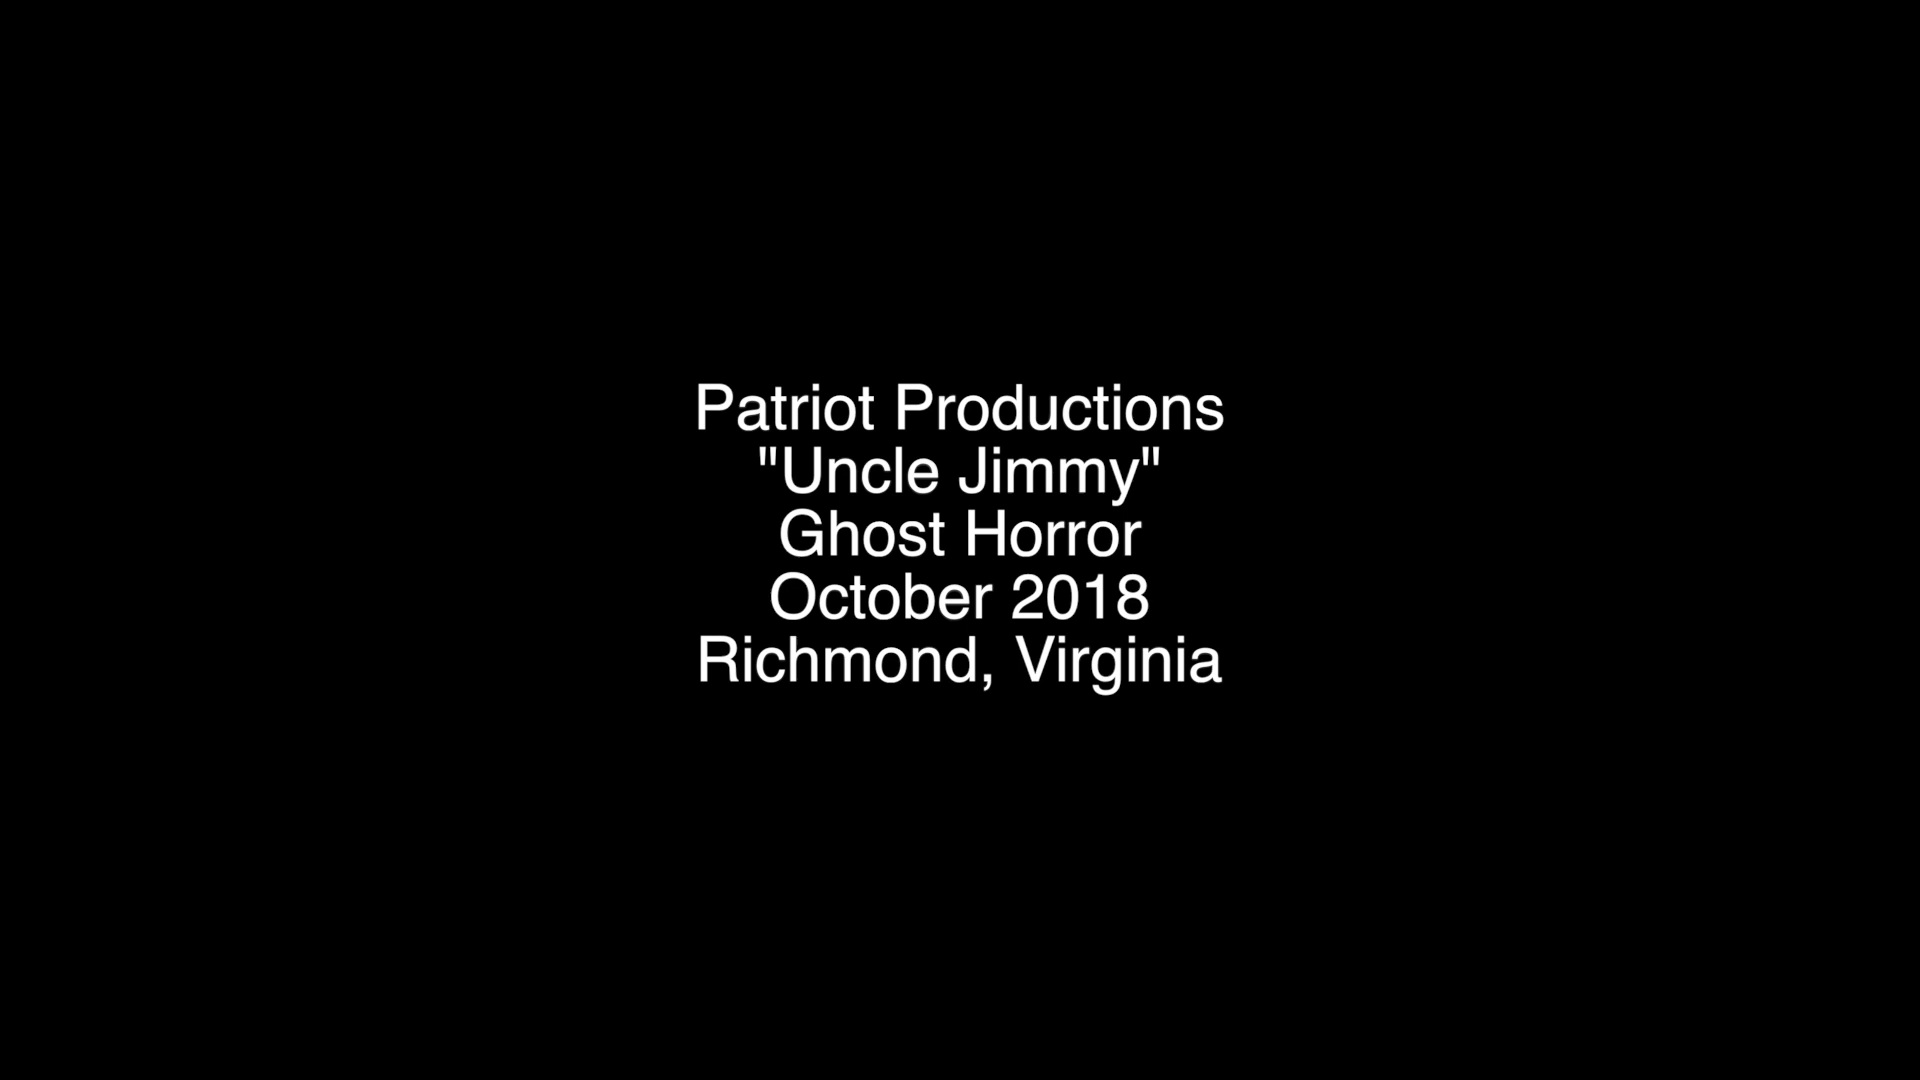 Patriot Productions
"Uncle Jimmy"
Ghost Horror
October 2018
Richmond, Virginia